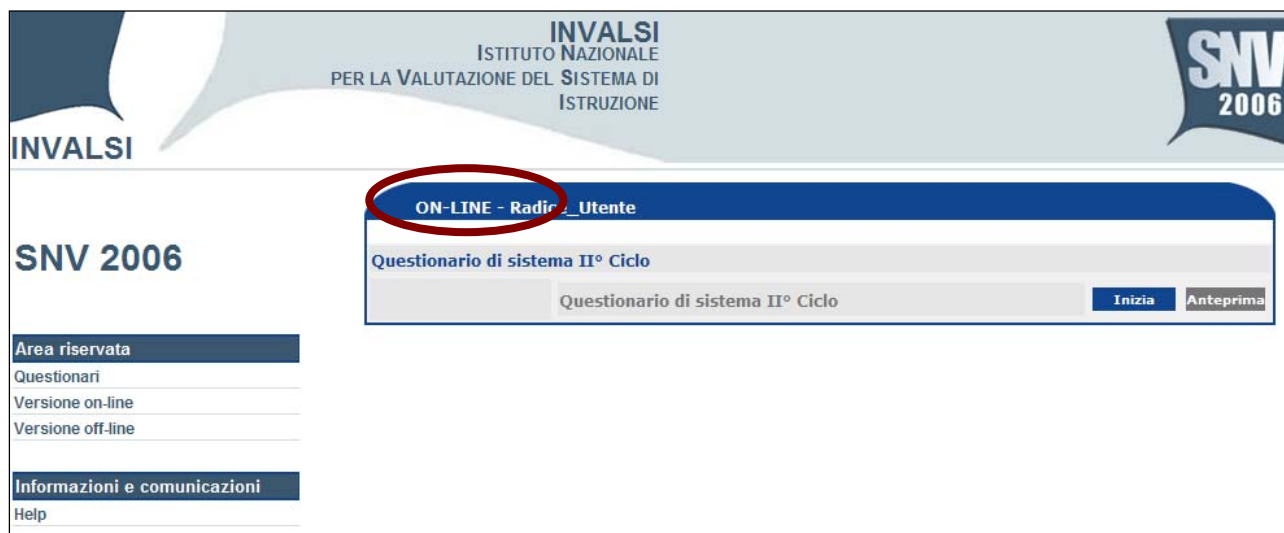 INVALSI
ISTITUTO NAZIONALE
PER LA VALUTAZIONE DEL SISTEMA DI
ISTRUZIONE
SNV
2006
INVALSI
ON-LINE - Radice_Utente
SNV 2006
Questionario di sistema II° Ciclo
Questionario di sistema II° Ciclo
Inizia
Anteprima
Area riservata
Questionari
Versione on-line
Versione off-line
Informazioni e comunicazioni
Help